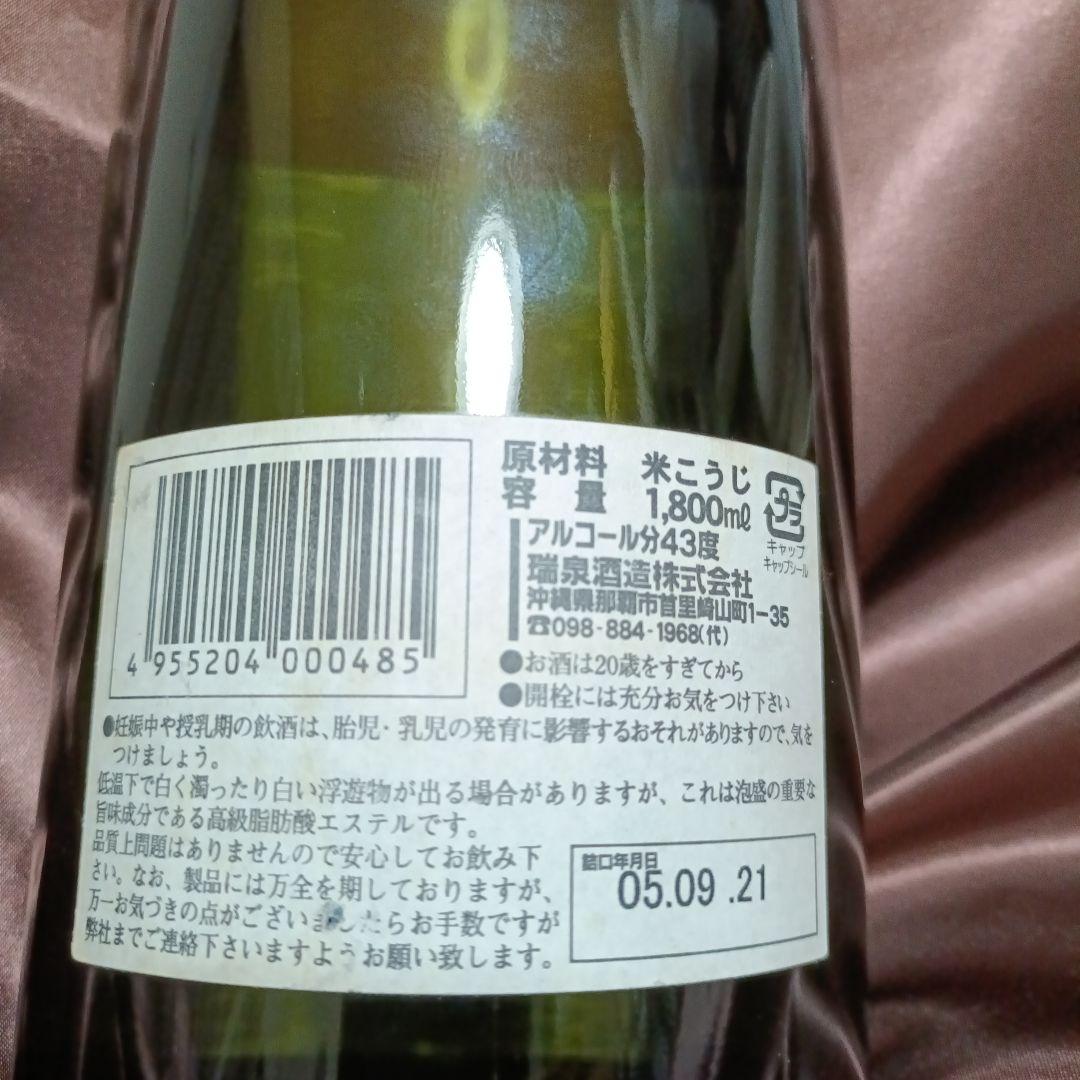 原材料 米こうじ
容 量 1,800ml
アルコール分43度
瑞泉酒造株式会社
沖縄県那覇市首里崎山町1-35
☎098-884-1968(代)
プラ
キャップ
キャップシール
●お酒は20歳をすぎてから
●開栓には充分お気をつけ下さい
4 955204 000485
●妊娠中や授乳期の飲酒は、胎児・乳児の発育に影響するおそれがありますので、気を
つけましょう。
低温下で白く濁ったり白い浮遊物が出る場合がありますが、これは泡盛の重要な
旨味成分である高級脂肪酸エステルです。
品質上問題はありませんので安心してお飲み下
さい。なお、製品には万全を期しておりますが、
万一お気づきの点がございましたらお手数ですが
弊社までご連絡下さいますようお願い致します。
詰口年月日
05.09.21